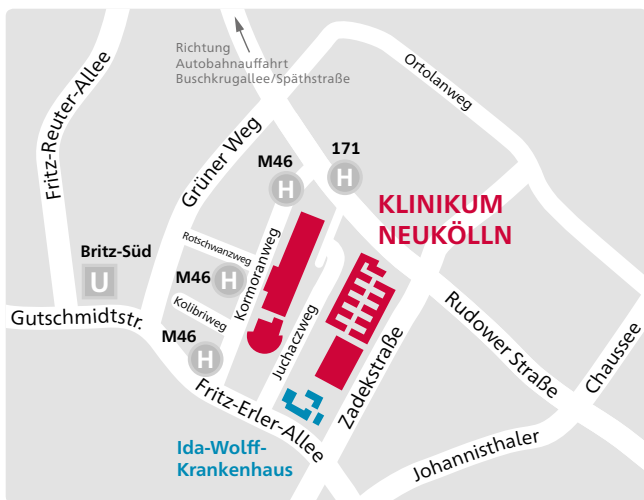 Richtung
Autobahnauffahrt
Buschkrugallee/Späthstraße
Ortolanweg
Fritz-Reuter-Allee
Grüner Weg
M46
H
171
H
KLINIKUM
NEUKÖLLN
Britz-Süd
U
Rotschwanzweg
M46
H
Kormoranweg
Kolibriweg
Juchaczweg
Gutschmidtstr.
M46
H
Rudower Straße
Zadekstraße
Chaussee
Fritz-Erler-Allee
Johannisthaler
Ida-Wolff-
Krankenhaus